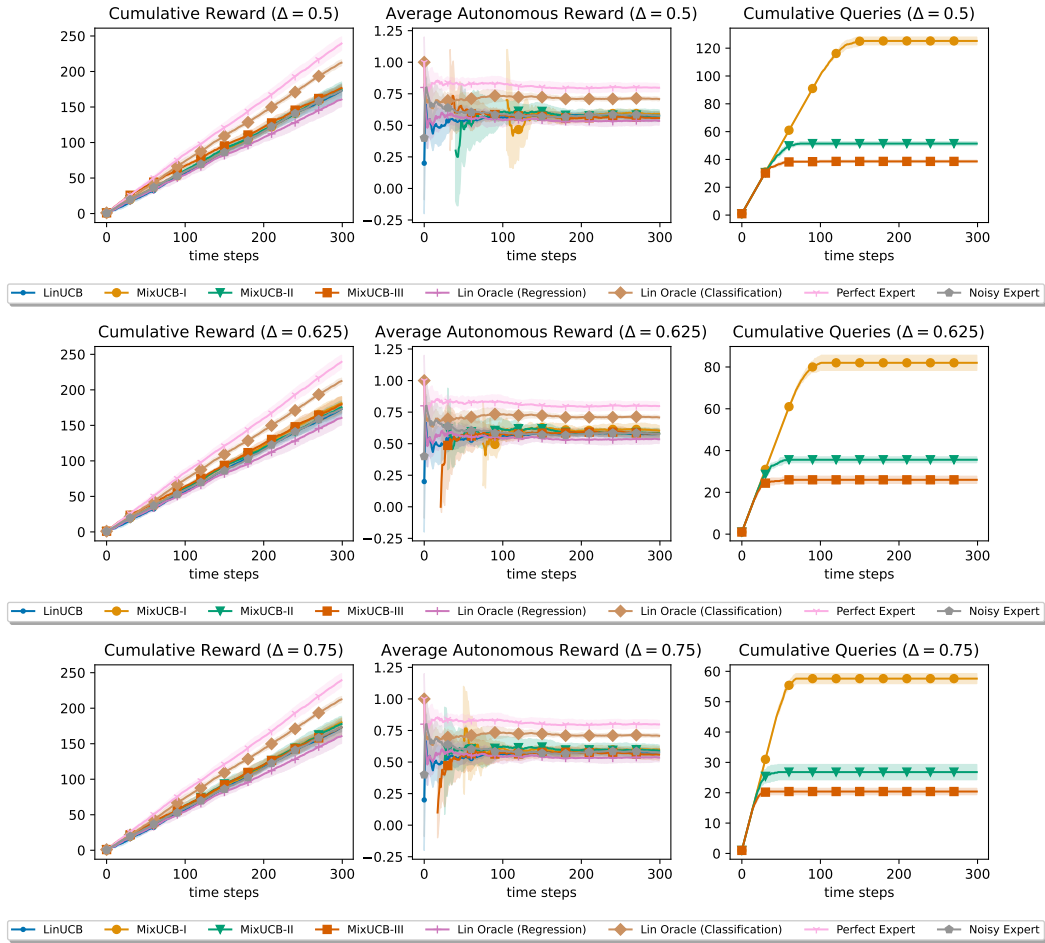 Cumulative Reward (Δ = 0.5)
Average Autonomous Reward (Δ = 0.5)
Cumulative Queries (Δ = 0.5)
250
200
150
100
50
0
1.25
1.00
0.75
0.50
0.25
0.00
−0.25
120
100
80
60
40
20
0
0 100 200 300
0 100 200 300
0 100 200 300
time steps
time steps
time steps
LinUCB MixUCB-I MixUCB-II MixUCB-III Lin Oracle (Regression) Lin Oracle (Classification) Perfect Expert Noisy Expert
Cumulative Reward (Δ = 0.625)
Average Autonomous Reward (Δ = 0.625)
Cumulative Queries (Δ = 0.625)
250
200
150
100
50
0
1.25
1.00
0.75
0.50
0.25
0.00
−0.25
80
60
40
20
0
0 100 200 300
0 100 200 300
0 100 200 300
time steps
time steps
time steps
LinUCB MixUCB-I MixUCB-II MixUCB-III Lin Oracle (Regression) Lin Oracle (Classification) Perfect Expert Noisy Expert
Cumulative Reward (Δ = 0.75)
Average Autonomous Reward (Δ = 0.75)
Cumulative Queries (Δ = 0.75)
250
200
150
100
50
0
1.25
1.00
0.75
0.50
0.25
0.00
−0.25
60
50
40
30
20
10
0
0 100 200 300
0 100 200 300
0 100 200 300
time steps
time steps
time steps
LinUCB MixUCB-I MixUCB-II MixUCB-III Lin Oracle (Regression) Lin Oracle (Classification) Perfect Expert Noisy Expert